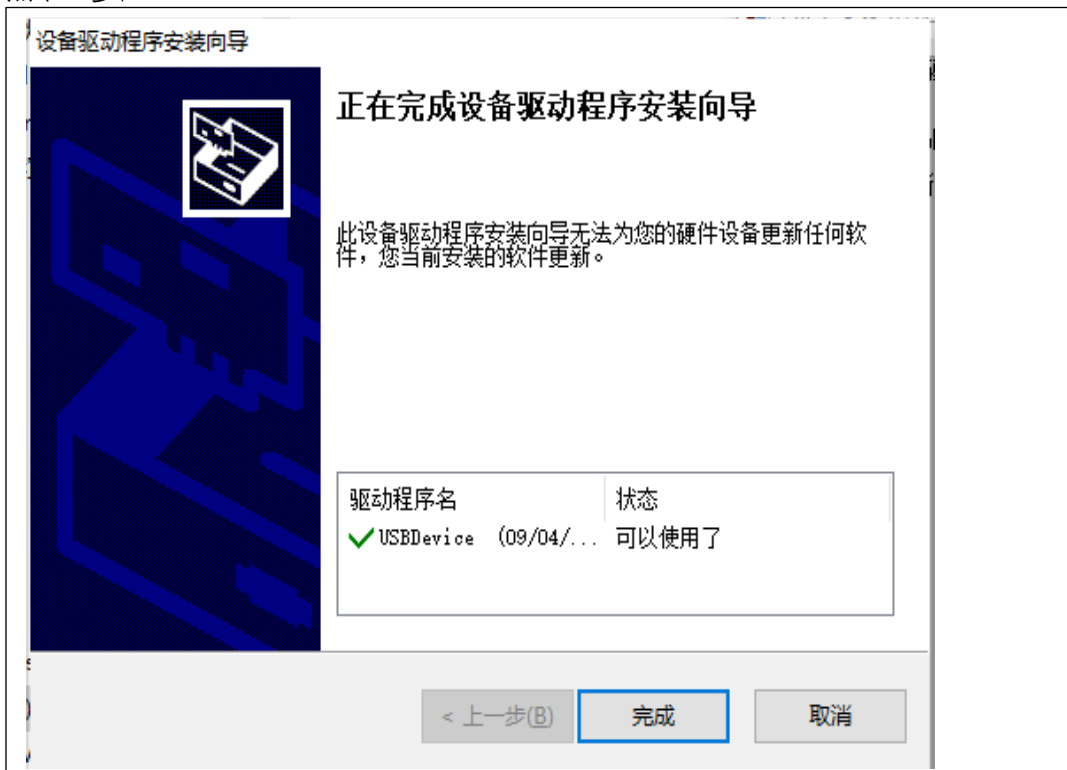 设备驱动程序安装向导
正在完成设备驱动程序安装向导
此设备驱动程序安装向导无法为您的硬件设备更新任何软
件，您当前安装的软件更新。
驱动程序名 状态
USBDevice (09/04/... 可以使用了
< 上一步(B) 完成 取消